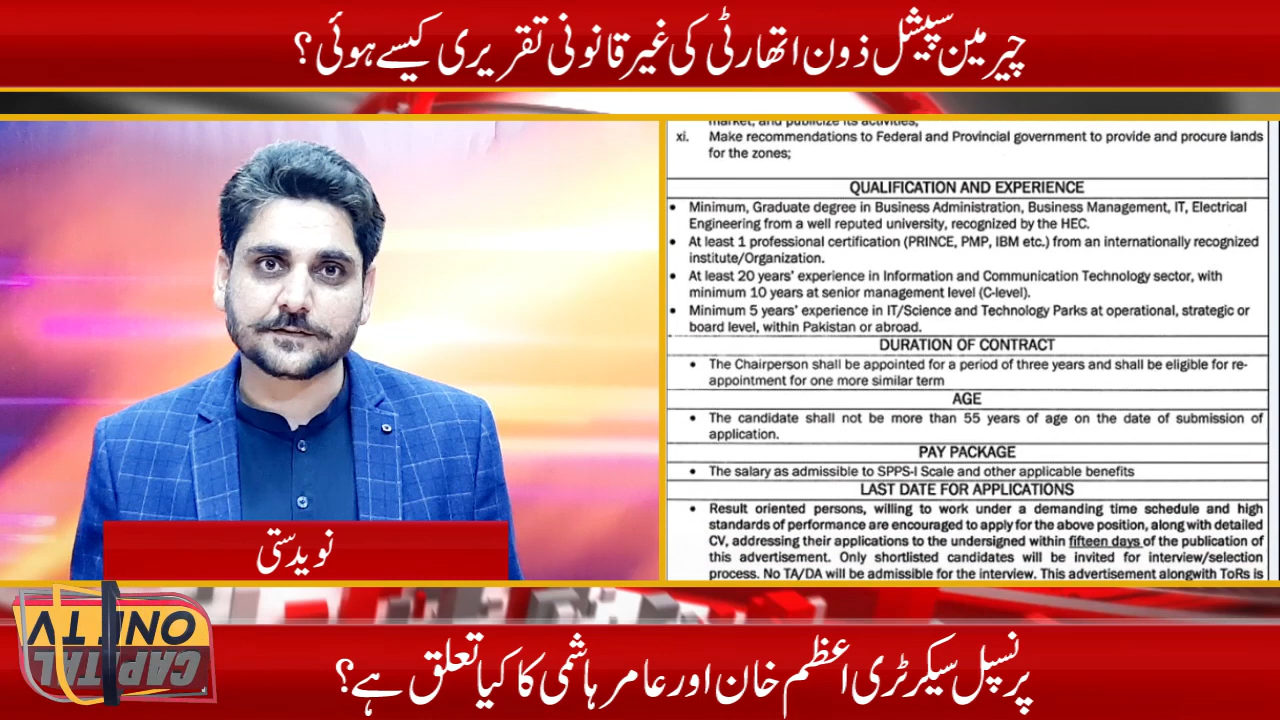 چیرمین سپیشل ذون اتھارٹی کی غیر قانونی تقریری کیسے ہوئی؟
market, and publicize its activities;
xi. Make recommendations to Federal and Provincial government to provide and procure lands
for the zones;
QUALIFICATION AND EXPERIENCE
• Minimum, Graduate degree in Business Administration, Business Management, IT, Electrical
Engineering from a well reputed university, recognized by the HEC.
• At least 1 professional certification (PRINCE, PMP, IBM etc.) from an internationally recognized
institute/Organization.
• At least 20 years' experience in Information and Communication Technology sector, with
minimum 10 years at senior management level (C-level).
• Minimum 5 years' experience in IT/Science and Technology Parks at operational, strategic or
board level, within Pakistan or abroad.
DURATION OF CONTRACT
• The Chairperson shall be appointed for a period of three years and shall be eligible for re-
appointment for one more similar term
AGE
• The candidate shall not be more than 55 years of age on the date of submission of
application.
PAY PACKAGE
• The salary as admissible to SPPS-I Scale and other applicable benefits
LAST DATE FOR APPLICATIONS
• Result oriented persons, willing to work under a demanding time schedule and high
standards of performance are encouraged to apply for the above position, along with detailed
CV, addressing their applications to the undersigned within fifteen days of the publication of
this advertisement. Only shortlisted candidates will be invited for interview/selection
process. No TA/DA will be admissible for the interview. This advertisement alongwith ToRs is
نوید ستی
CAPITAL
ONE TV
پرنسپل سیکرٹری اعظم خان اور عامر ہاشمی کا کیا تعلق ہے؟